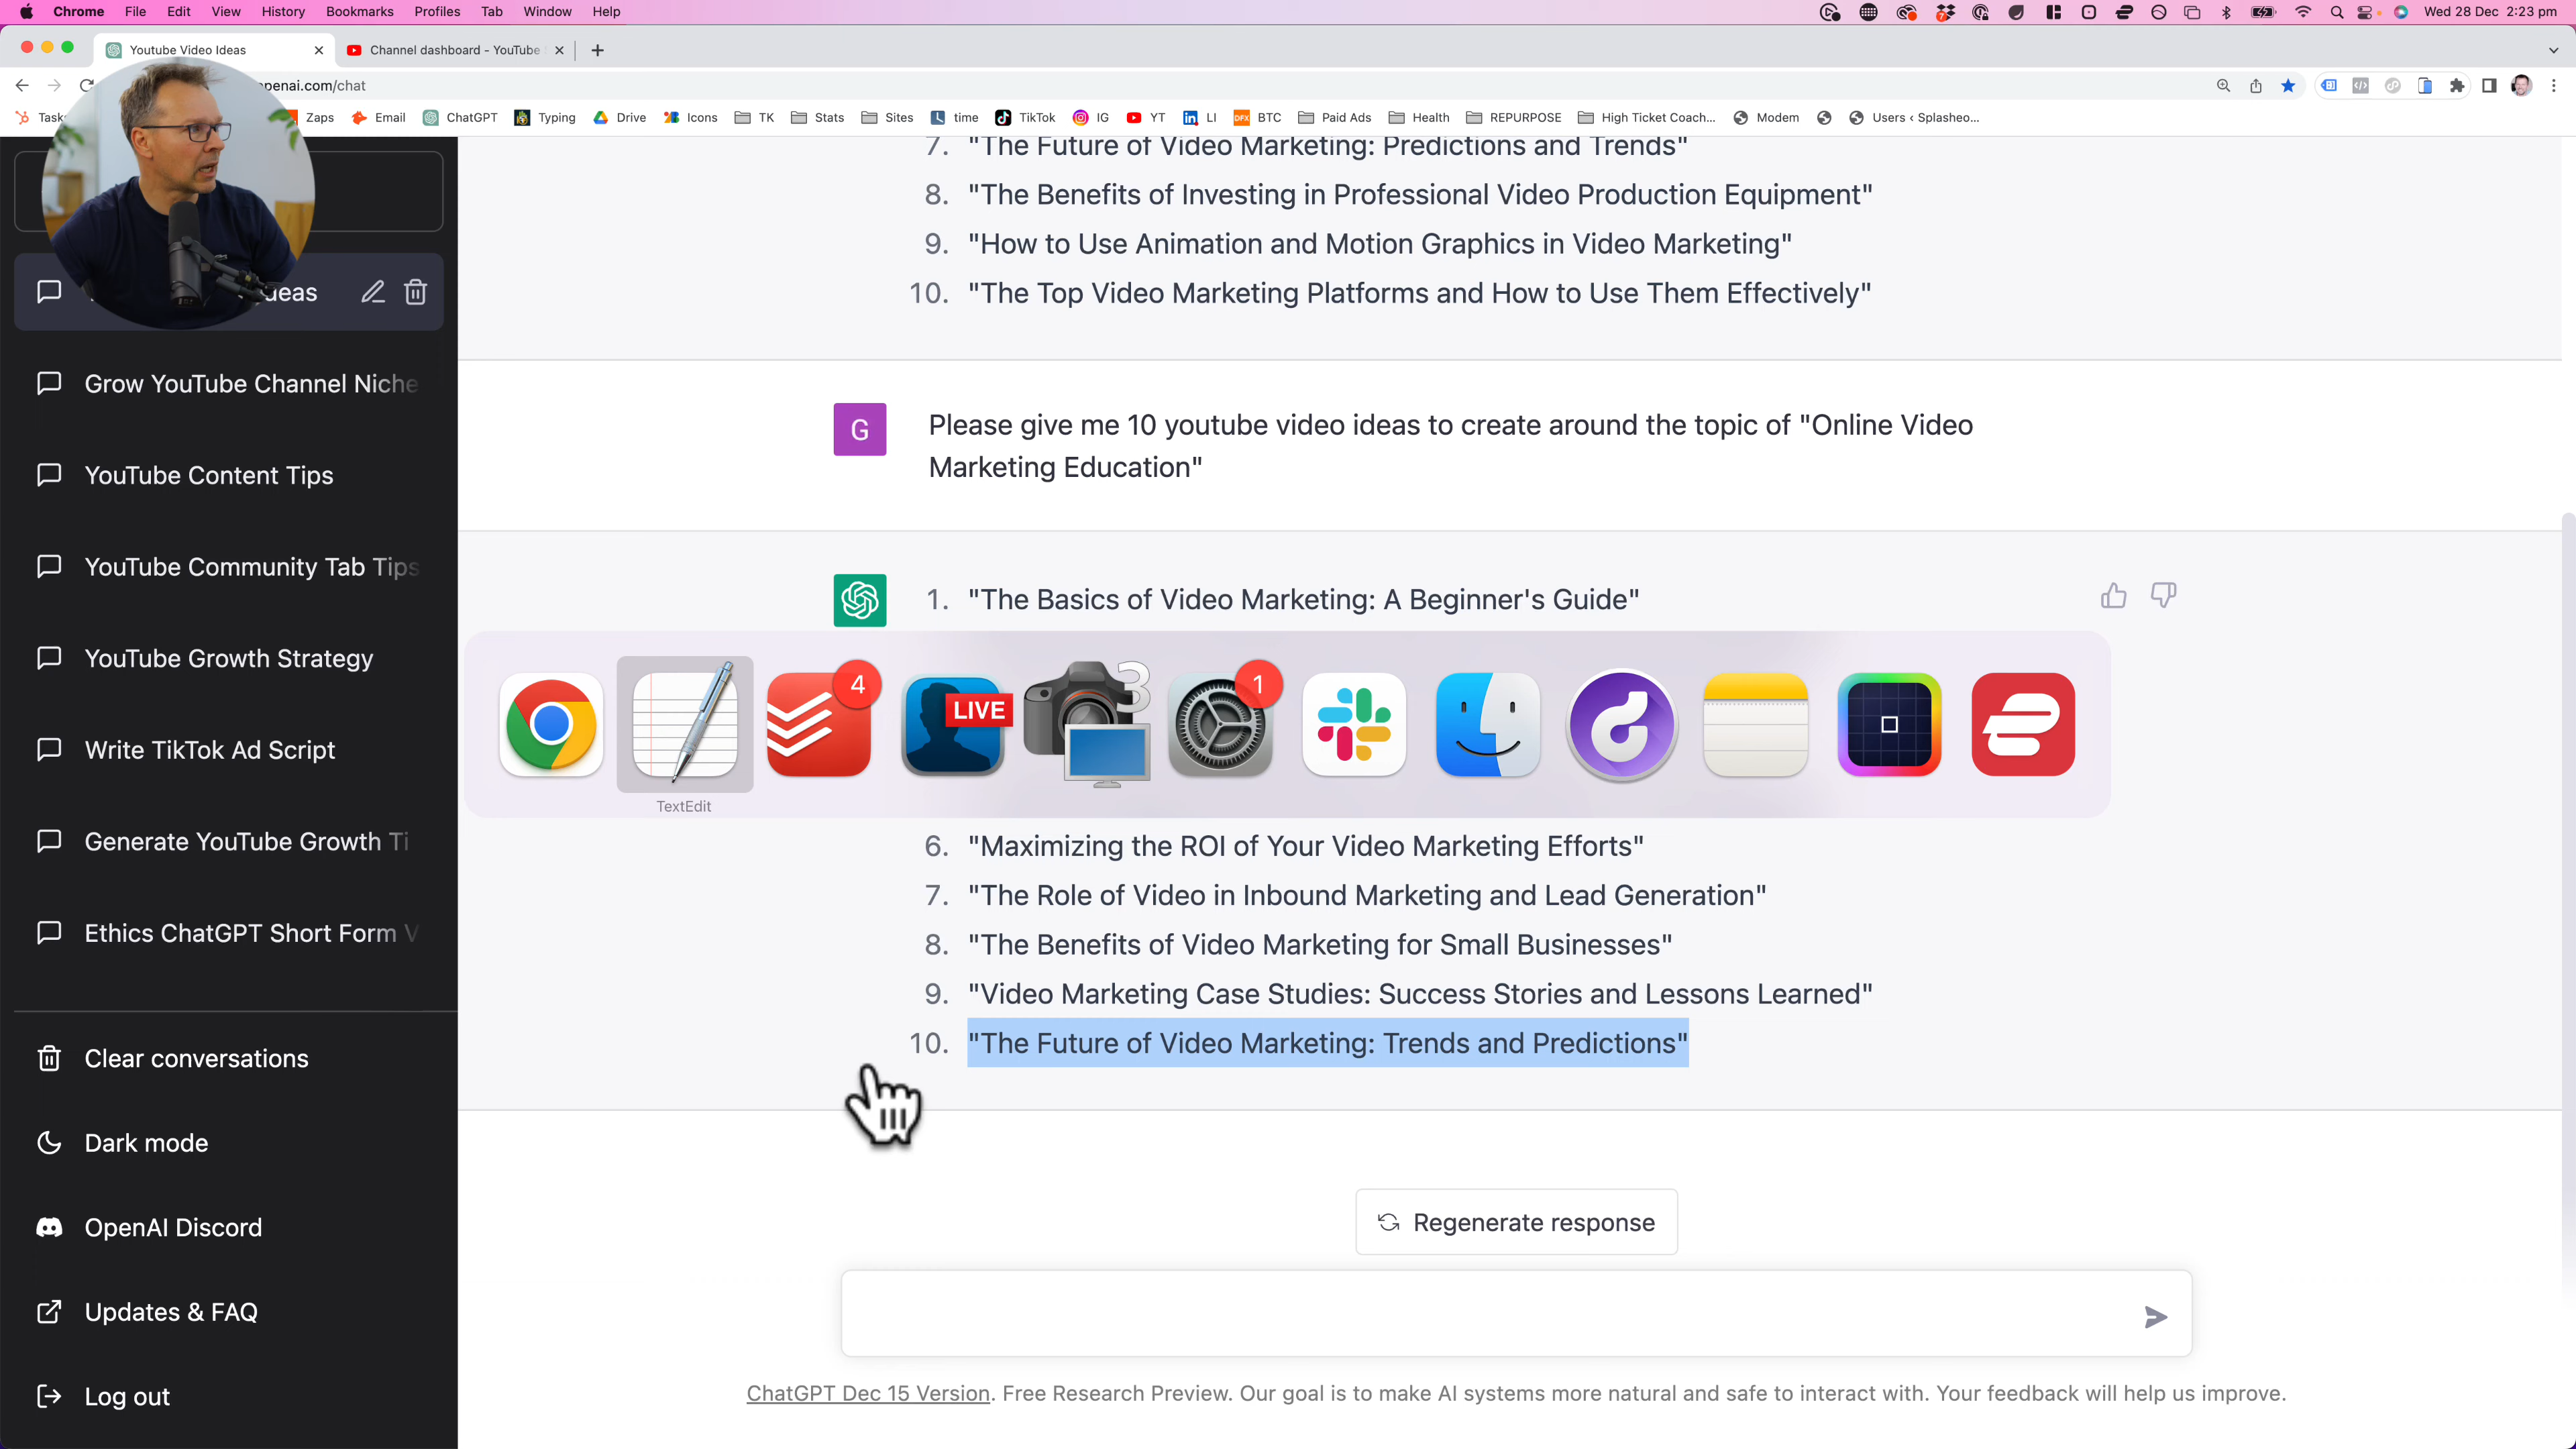 Chrome File Edit View History Bookmarks Profiles Tab Window Help
7
Wed 28 Dec 2:23 pm
Youtube Video Ideas
Channel dashboard - YouTube
penai.com/chat
Zaps Email ChatGPT Typing Drive Icons TK Stats Sites time TikTok IG YT LI BTC Paid Ads Health REPURPOSE High Ticket Coach... Modem Users ‹ Splasheo...
7. "The Future of Video Marketing: Predictions and Trends"
8. "The Benefits of Investing in Professional Video Production Equipment"
9. "How to Use Animation and Motion Graphics in Video Marketing"
10. "The Top Video Marketing Platforms and How to Use Them Effectively"
deas
Grow YouTube Channel Niche
YouTube Content Tips
YouTube Community Tab Tips
YouTube Growth Strategy
Write TikTok Ad Script
Generate YouTube Growth Ti
Ethics ChatGPT Short Form V
Clear conversations
Dark mode
OpenAI Discord
Updates & FAQ
Log out
G
Please give me 10 youtube video ideas to create around the topic of "Online Video
Marketing Education"
1. "The Basics of Video Marketing: A Beginner's Guide"
4
LIVE
3
1
TextEdit
6. "Maximizing the ROI of Your Video Marketing Efforts"
7. "The Role of Video in Inbound Marketing and Lead Generation"
8. "The Benefits of Video Marketing for Small Businesses"
9. "Video Marketing Case Studies: Success Stories and Lessons Learned"
10. "The Future of Video Marketing: Trends and Predictions"
Regenerate response
ChatGPT Dec 15 Version. Free Research Preview. Our goal is to make AI systems more natural and safe to interact with. Your feedback will help us improve.